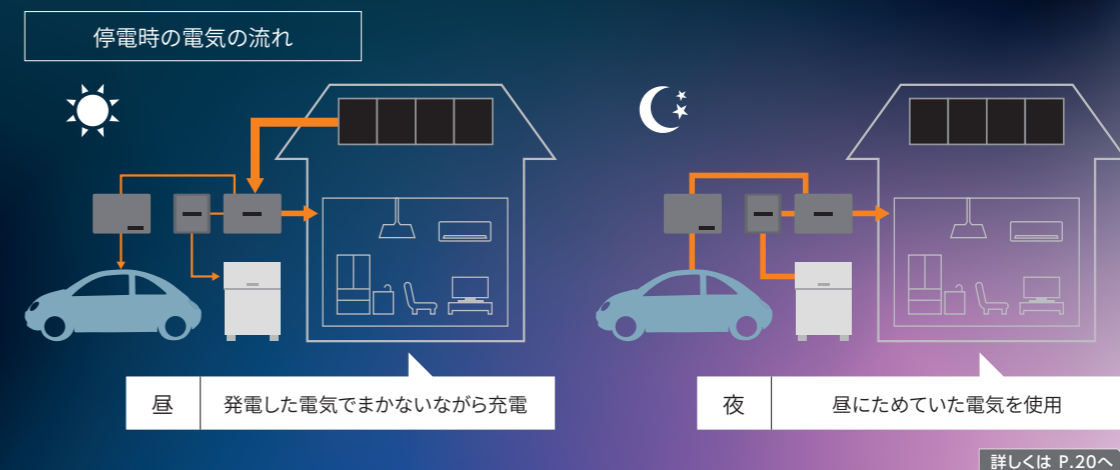 停電時の電気の流れ
昼
発電した電気でまかないながら充電
夜
昼にためていた電気を使用
詳しくは P.20へ